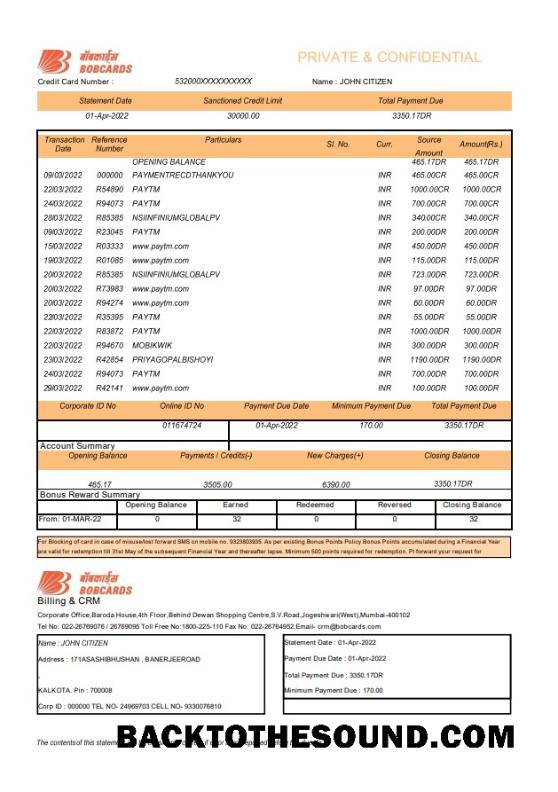 बॉबकार्ड्स
BOBCARDS
PRIVATE & CONFIDENTIAL
Credit Card Number : 532000XXXXXXXXXX Name : JOHN CITIZEN
Statement Date Sanctioned Credit Limit Total Payment Due
01-Apr-2022 30000.00 3350.17DR
Transaction Date Reference Number Particulars Sl. No. Curr. Source Amount Amount(Rs.)
OPENING BALANCE 465.17DR 465.17DR
09/03/2022 000000 PAYMENTRECDTHANKYOU INR 465.00CR 465.00CR
22/03/2022 R54890 PAYTM INR 1000.00CR 1000.00CR
24/03/2022 R94073 PAYTM INR 700.00CR 700.00CR
28/03/2022 R85385 NSIINFINIUMGLOBALPV INR 340.00CR 340.00CR
09/03/2022 R23045 PAYTM INR 200.00DR 200.00DR
15/03/2022 R03333 www.paytm.com INR 450.00DR 450.00DR
19/03/2022 R01085 www.paytm.com INR 115.00DR 115.00DR
20/03/2022 R85385 NSIINFINIUMGLOBALPV INR 723.00DR 723.00DR
20/03/2022 R73983 www.paytm.com INR 97.00DR 97.00DR
20/03/2022 R94274 www.paytm.com INR 60.00DR 60.00DR
22/03/2022 R35395 PAYTM INR 55.00DR 55.00DR
22/03/2022 R83872 PAYTM INR 1000.00DR 1000.00DR
22/03/2022 R94670 MOBIKWIK INR 300.00DR 300.00DR
23/03/2022 R42854 PRIYAGOPALBISHOYI INR 1190.00DR 1190.00DR
24/03/2022 R94073 PAYTM INR 700.00DR 700.00DR
29/03/2022 R42141 www.paytm.com INR 100.00DR 100.00DR
Corporate ID No Online ID No Payment Due Date Minimum Payment Due Total Payment Due
011674724 01-Apr-2022 170.00 3350.17DR
Account Summary
Opening Balance Payments / Credits(-) New Charges(+) Closing Balance
465.17 3505.00 6390.00 3350.17DR
Bonus Reward Summary
Opening Balance Earned Redeemed Reversed Closing Balance
From: 01-MAR-22 0 32 0 0 32
For Blocking of card in case of misuse/lost forward SMS on mobile no. 9323803935. As per existing Bonus Points Policy Bonus Points accumulated during a Financial Year
are valid for redemption till 31st May of the subsequent Financial Year and thereafter lapse. Minimum 500 points required for redemption. Pl forward your request for
बॉबकार्ड्स
BOBCARDS
Billing & CRM
Corporate Office,Baroda House,4th Floor,Behind Dewan Shopping Centre,S.V.Road,Jogeshwari(West),Mumbai-400102
Tel No: 022-26769076 / 26769095 Toll Free No:1800-225-110 Fax No: 022-26764952.Email- crm@bobcards.com
Name : JOHN CITIZEN
Address : 171ASASHIBHUSHAN , BANERJEEROAD
,
KALKOTA. Pin : 700008
Corp ID : 000000 TEL NO- 24969703 CELL NO- 9330076810
Statement Date : 01-Apr-2022
Payment Due Date : 01-Apr-2022
Total Payment Due : 3350.17DR
Minimum Payment Due : 170.00
The contentsof this statement
BACKTOTHESOUND.COM